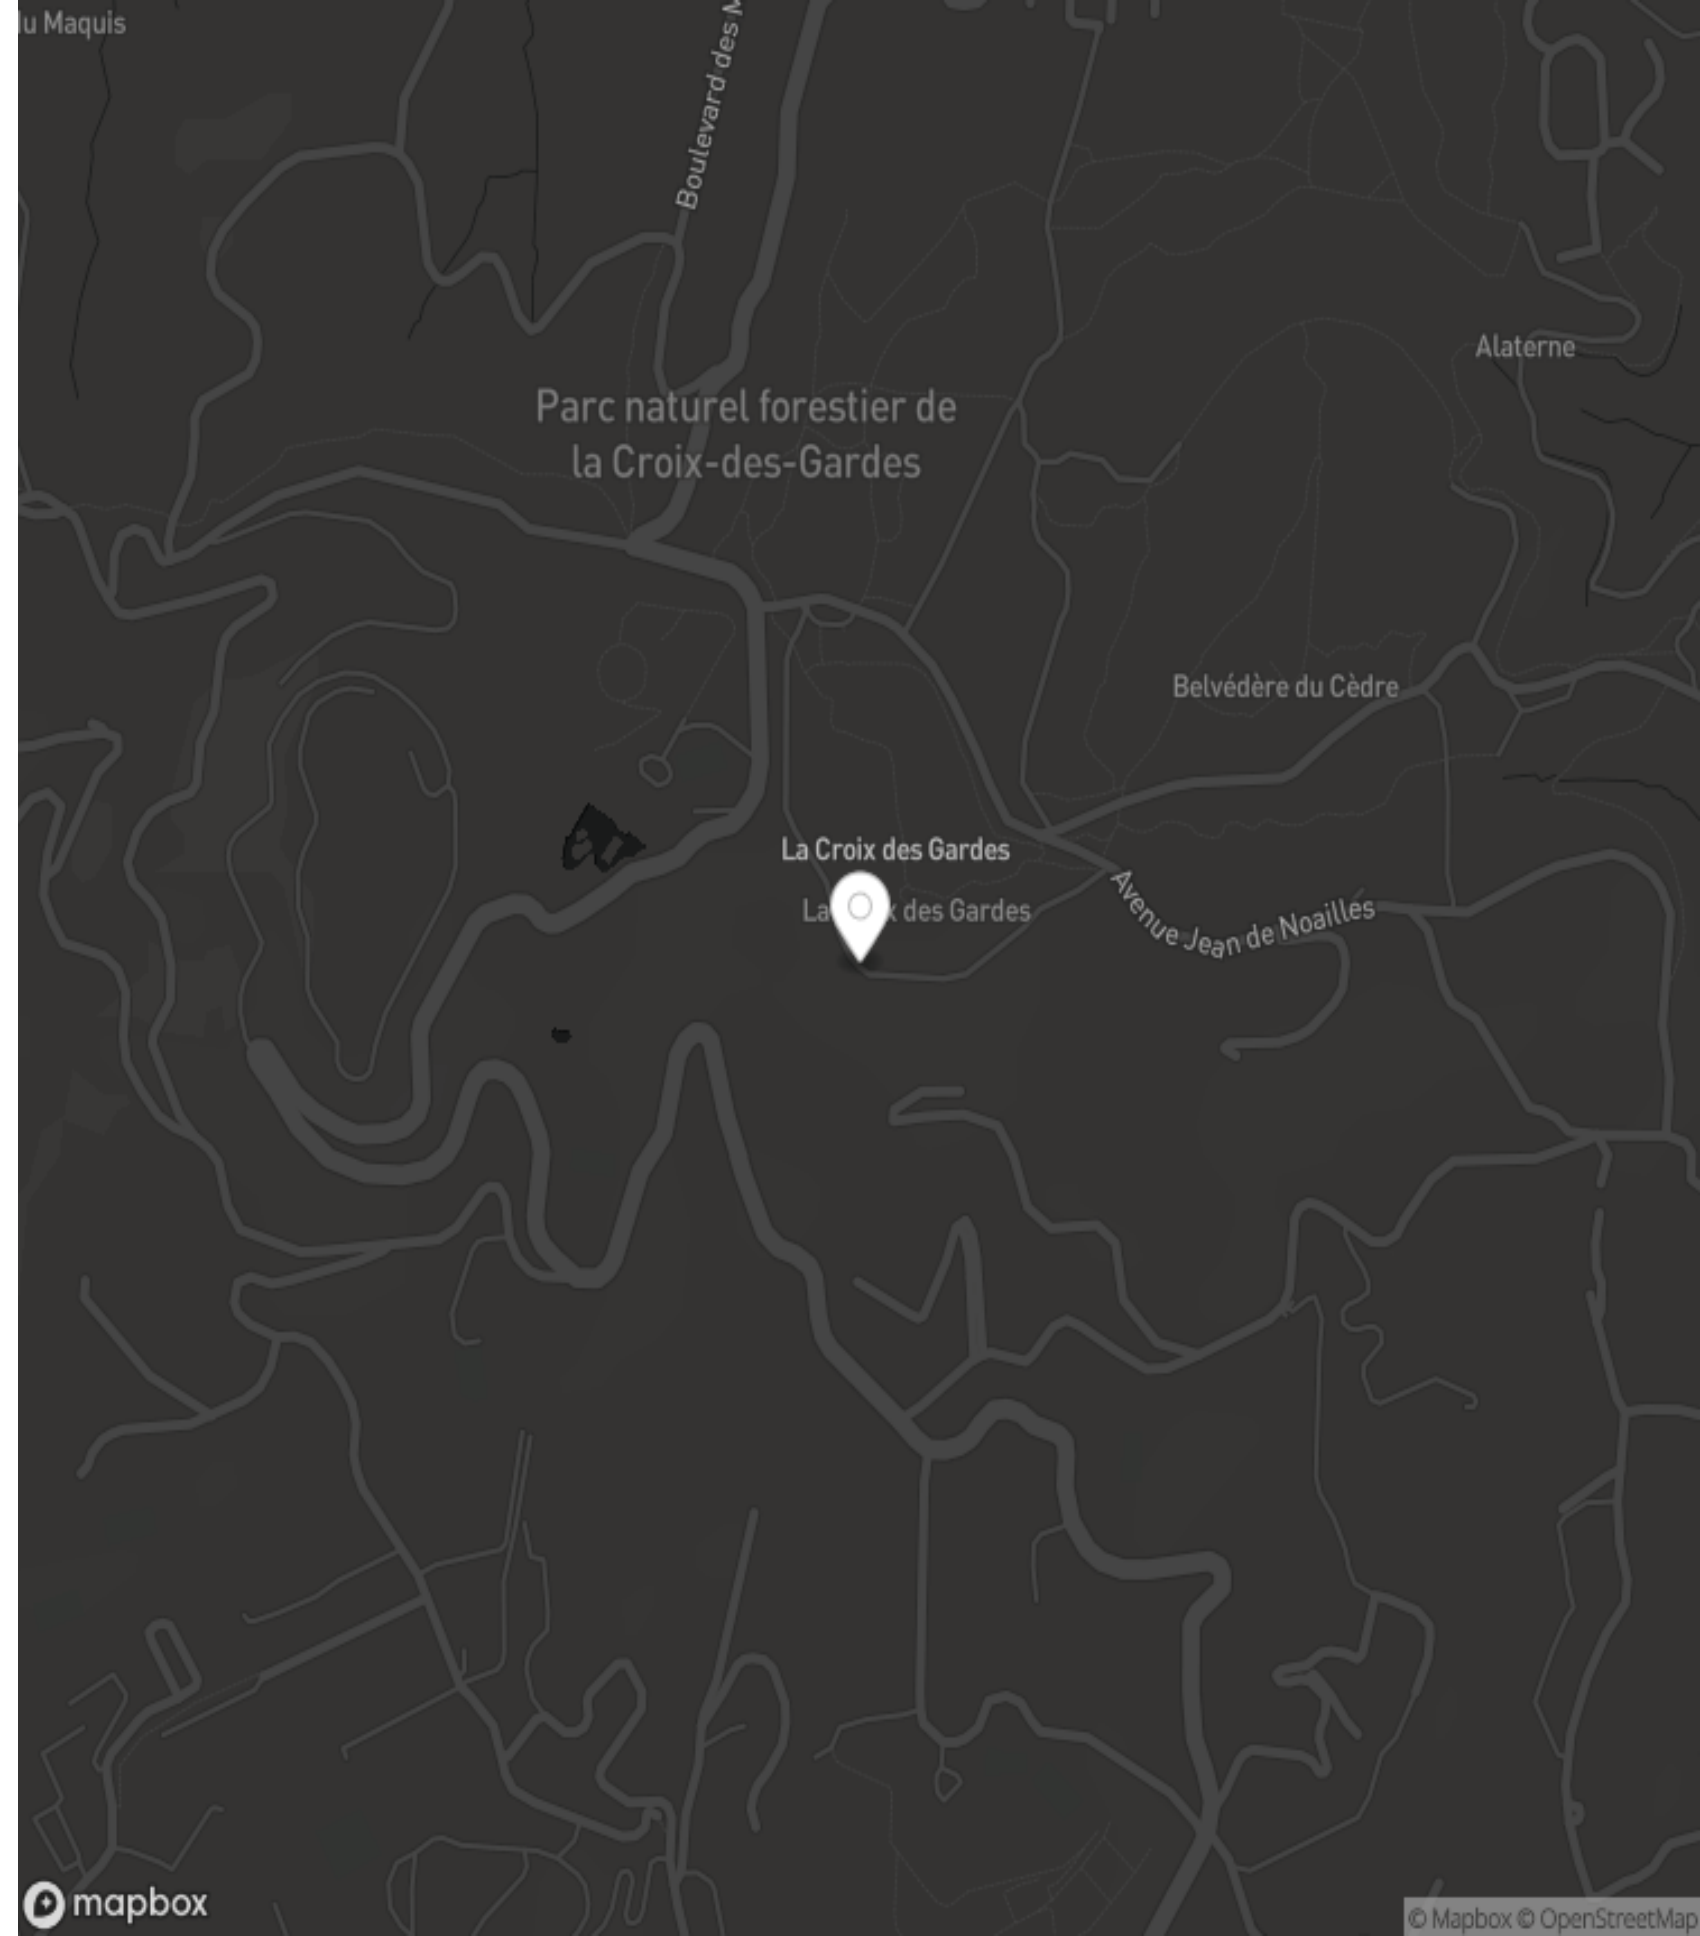 lu Maquis
Boulevard des M
Parc naturel forestier de
la Croix-des-Gardes
Alaterne
Belvédère du Cèdre
La Croix des Gardes
La x des Gardes
Avenue Jean de Noailles
mapbox
© Mapbox © OpenStreetMap